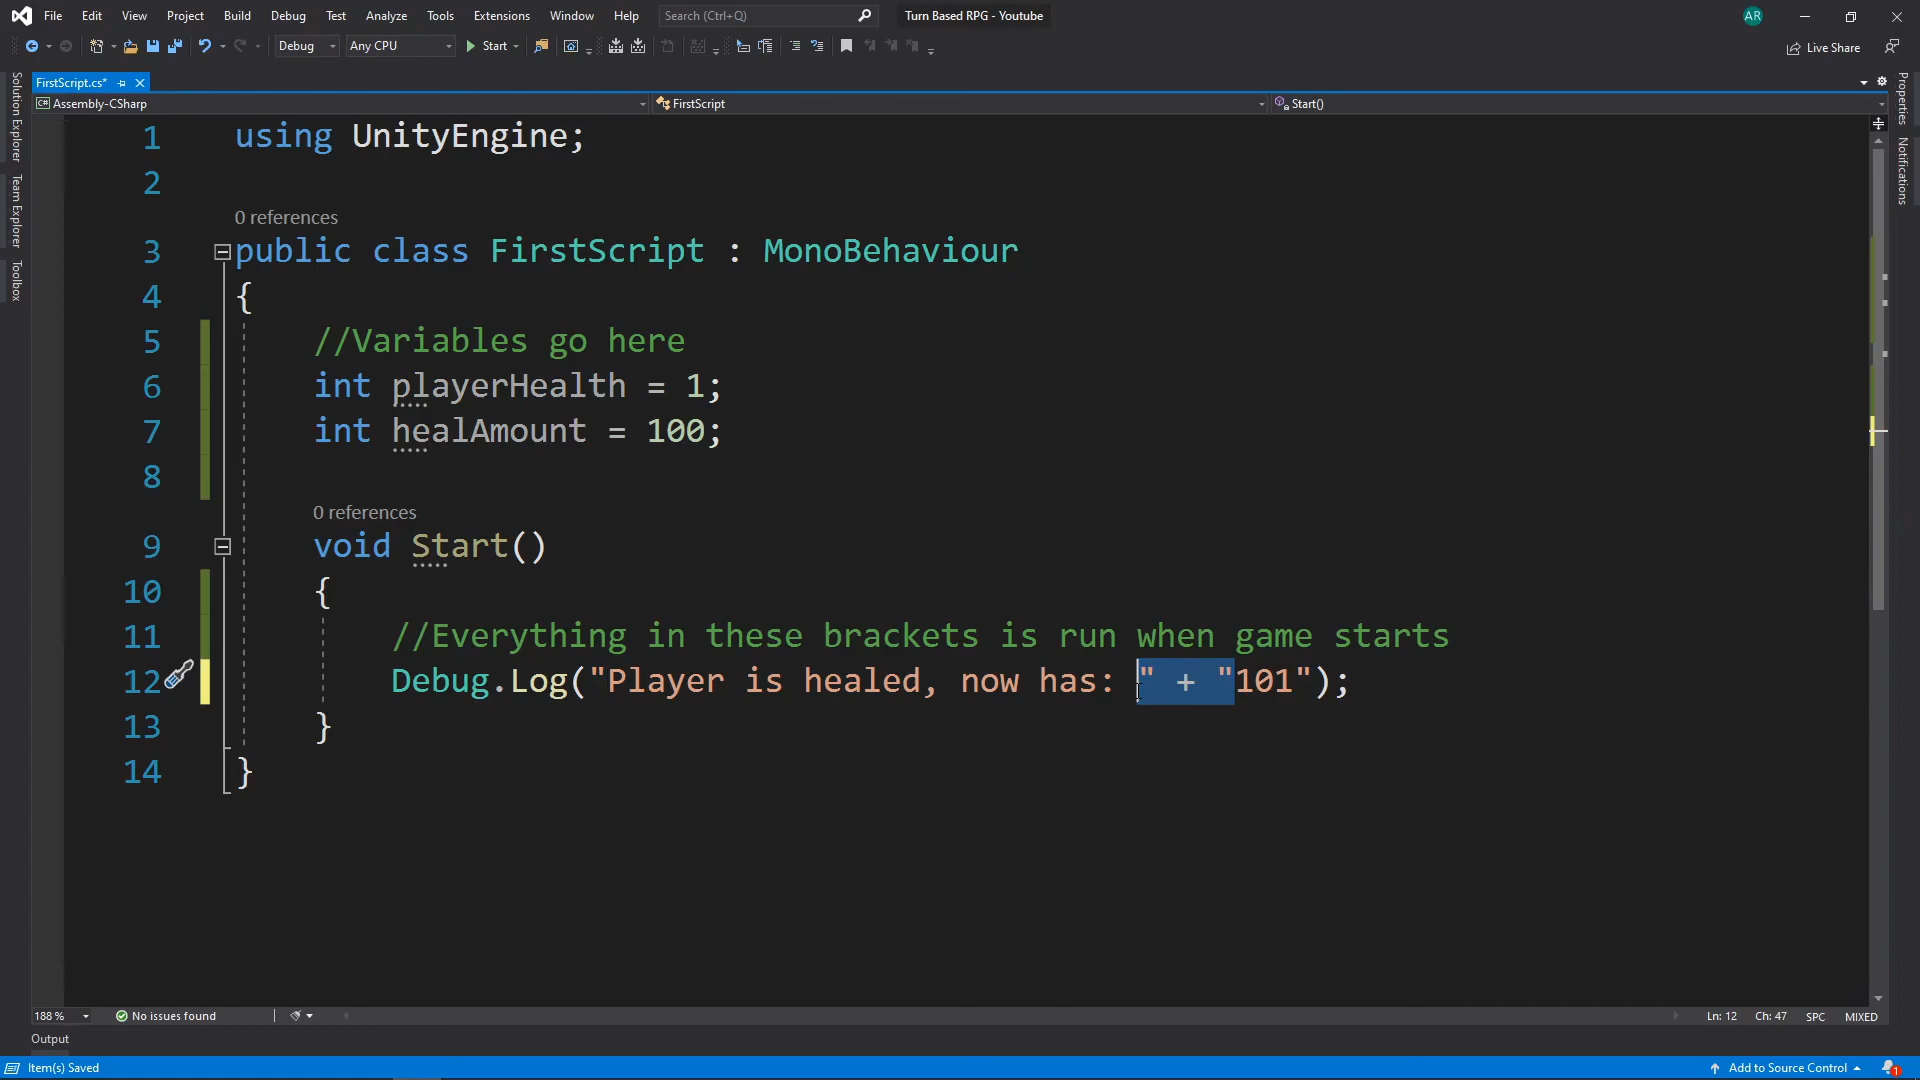 File Edit View Project Build Debug Test Analyze Tools Extensions Window Help Search (Ctrl+Q) Turn Based RPG - Youtube AR
Debug Any CPU Start Live Share
FirstScript.cs*
Assembly-CSharp FirstScript Start()
Solution Explorer
Team Explorer
Toolbox
Properties
Notifications
1 using UnityEngine;
2
0 references
3 public class FirstScript : MonoBehaviour
4 {
5 //Variables go here
6 int playerHealth = 1;
7 int healAmount = 100;
8
0 references
9 void Start()
10 {
11 //Everything in these brackets is run when game starts
12 Debug.Log("Player is healed, now has: " + "101");
13 }
14 }
188 % No issues found Ln: 12 Ch: 47 SPC MIXED
Output
Item(s) Saved Add to Source Control 1